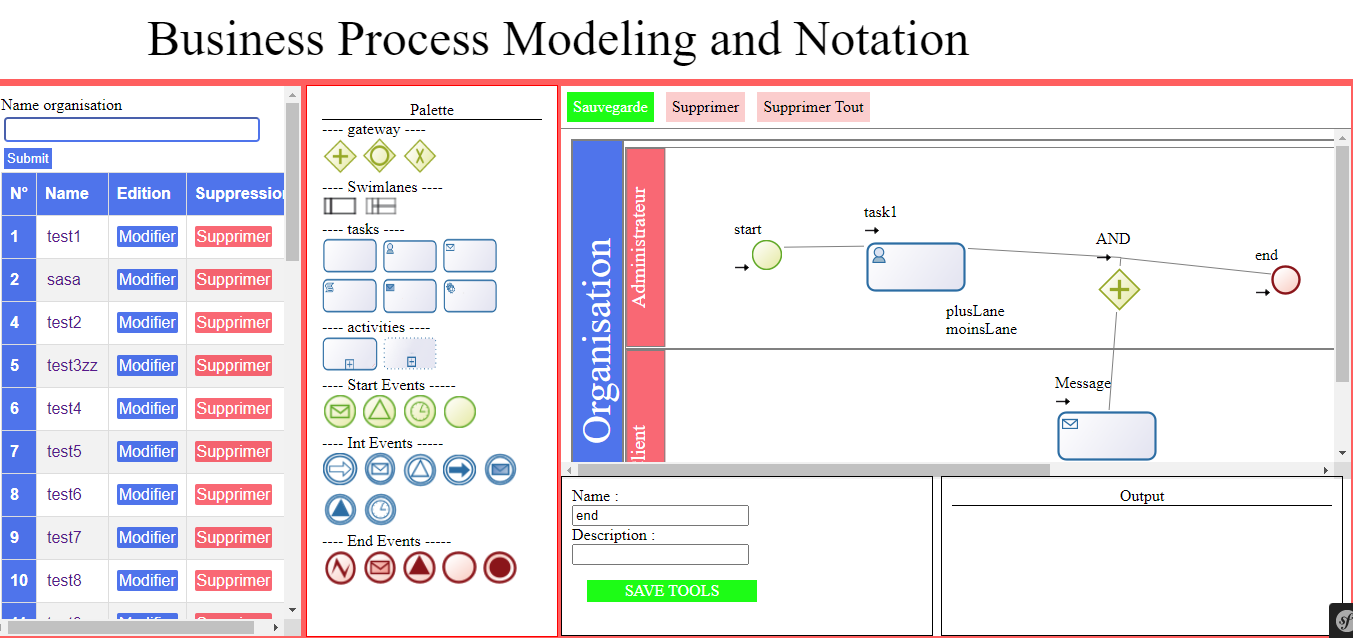 Business Process Modeling and Notation
Name organisation
Submit
N° Name Edition Suppression
1 test1 Modifier Supprimer
2 sasa Modifier Supprimer
4 test2 Modifier Supprimer
5 test3zz Modifier Supprimer
6 test4 Modifier Supprimer
7 test5 Modifier Supprimer
8 test6 Modifier Supprimer
9 test7 Modifier Supprimer
10 test8 Modifier Supprimer
Palette
---- gateway ----
---- Swimlanes ----
---- tasks ----
---- activities ----
---- Start Events -----
---- Int Events -----
---- End Events -----
Sauvegarde Supprimer Supprimer Tout
Organisation
Administrateur
lient
start
task1
AND
end
plusLane
moinsLane
Message
Name :
end
Description :
SAVE TOOLS
Output
sf